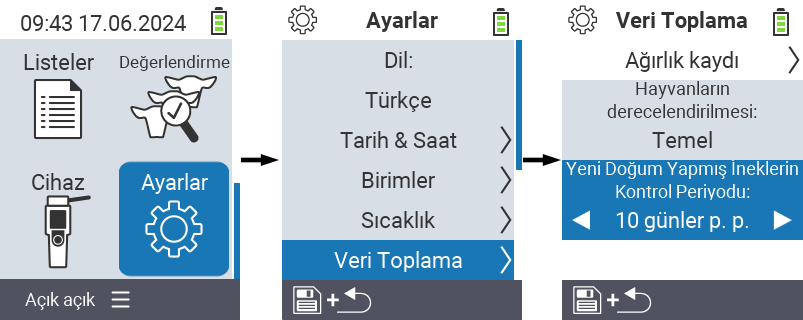 09:43 17.06.2024
Listeler
Değerlendirme
Cihaz
Ayarlar
Açık açık
Ayarlar
Dil:
Türkçe
Tarih & Saat
Birimler
Sıcaklık
Veri Toplama
+
Veri Toplama
Ağırlık kaydı
Hayvanların
derecelendirilmesi:
Temel
Yeni Doğum Yapmış İneklerin
Kontrol Periyodu:
10 günler p. p.
+